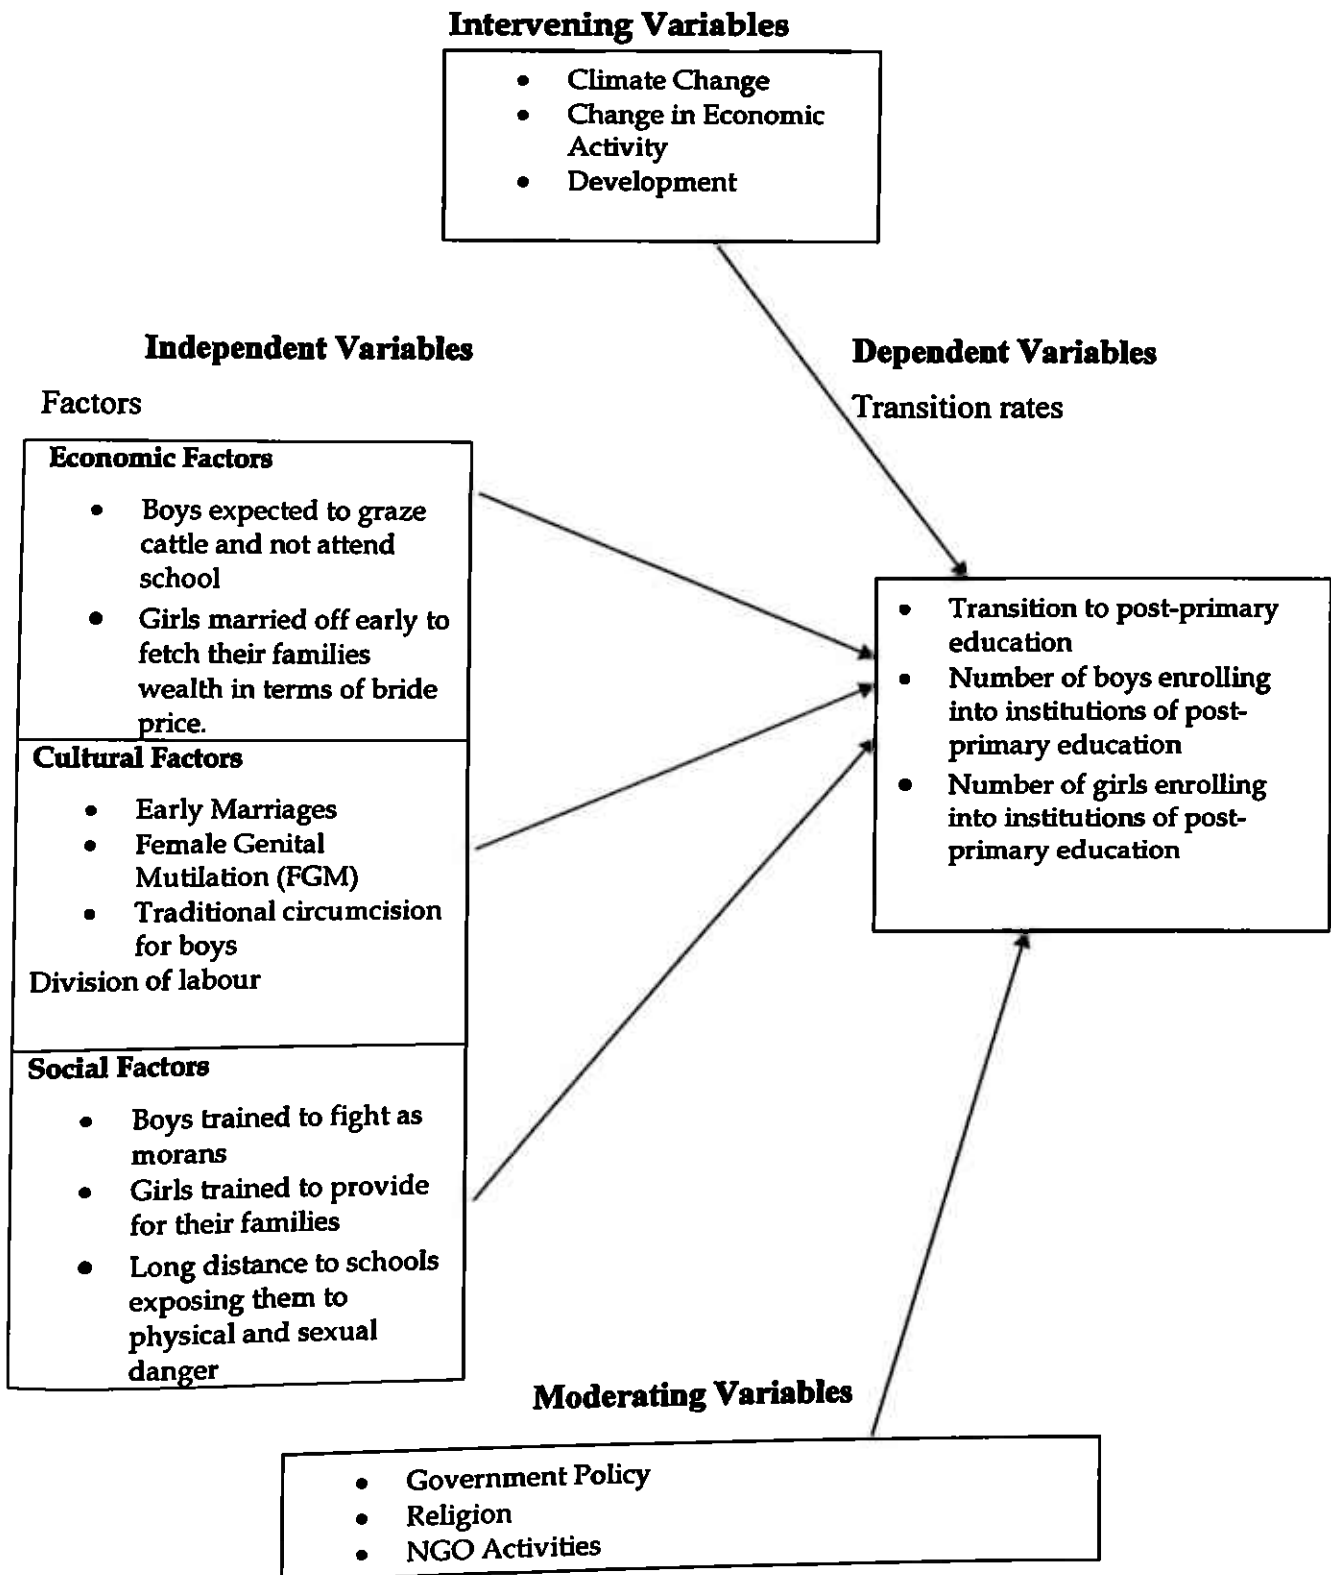 Intervening Variables
• Climate Change
• Change in Economic
Activity
• Development
Independent Variables
Factors
Economic Factors
• Boys expected to graze
cattle and not attend
school
• Girls married off early to
fetch their families
wealth in terms of bride
price.
Cultural Factors
• Early Marriages
• Female Genital
Mutilation (FGM)
• Traditional circumcision
for boys
Division of labour
Social Factors
• Boys trained to fight as
morans
• Girls trained to provide
for their families
• Long distance to schools
exposing them to
physical and sexual
danger
Dependent Variables
Transition rates
• Transition to post-primary
education
• Number of boys enrolling
into institutions of post-
primary education
• Number of girls enrolling
into institutions of post-
primary education
Moderating Variables
• Government Policy
• Religion
• NGO Activities